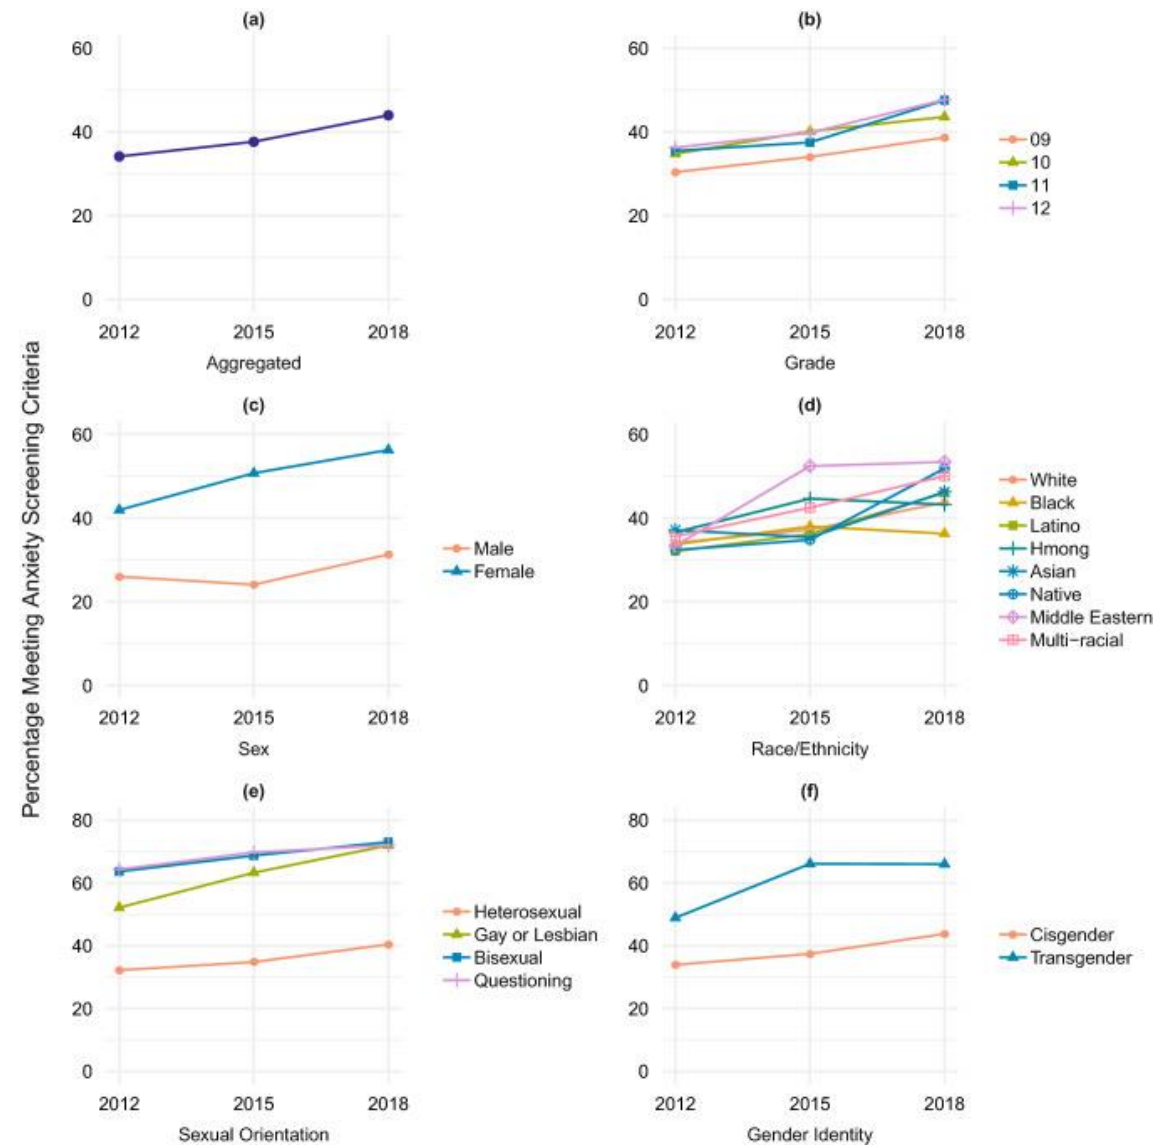 Percentage Meeting Anxiety Screening Criteria
(a)
60
40
20
0
2012 2015 2018
Aggregated
(b)
60
40
20
0
2012 2015 2018
Grade
09
10
11
12
(c)
60
40
20
0
2012 2015 2018
Sex
Male
Female
(d)
60
40
20
0
2012 2015 2018
Race/Ethnicity
White
Black
Latino
Hmong
Asian
Native
Middle Eastern
Multi−racial
(e)
80
60
40
20
0
2012 2015 2018
Sexual Orientation
Heterosexual
Gay or Lesbian
Bisexual
Questioning
(f)
80
60
40
20
0
2012 2015 2018
Gender Identity
Cisgender
Transgender